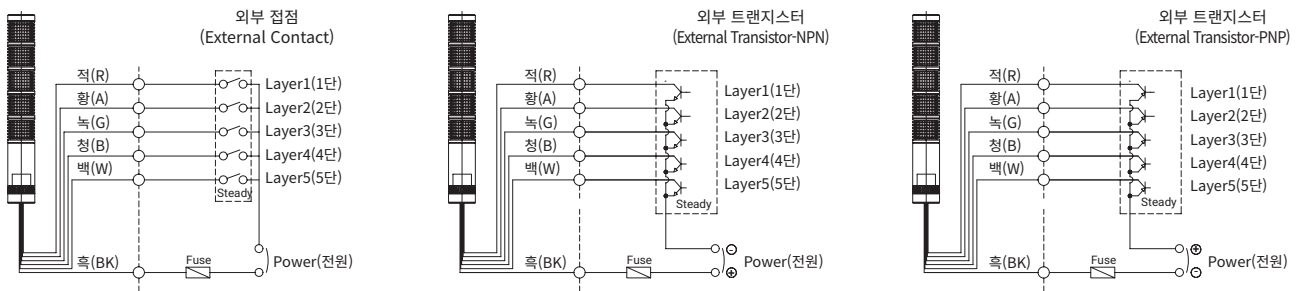 외부 접점
(External Contact)
적(R)
Layer1(1단)
황(A)
Layer2(2단)
녹(G)
Layer3(3단)
청(B)
Layer4(4단)
백(W)
Layer5(5단)
Steady
흑(BK)
Fuse
Power(전원)
외부 트랜지스터
(External Transistor-NPN)
적(R)
Layer1(1단)
황(A)
Layer2(2단)
녹(G)
Layer3(3단)
청(B)
Layer4(4단)
백(W)
Layer5(5단)
Steady
-
흑(BK)
Fuse
+
Power(전원)
외부 트랜지스터
(External Transistor-PNP)
적(R)
Layer1(1단)
황(A)
Layer2(2단)
녹(G)
Layer3(3단)
청(B)
Layer4(4단)
백(W)
Layer5(5단)
Steady
+
흑(BK)
Fuse
-
Power(전원)